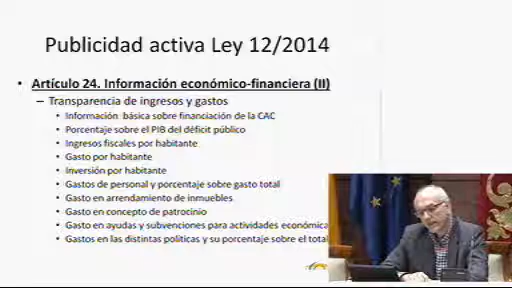 Publicidad activa Ley 12/2014
• Artículo 24. Información económico-financiera (II)
– Transparencia de ingresos y gastos
• Información básica sobre financiación de la CAC
• Porcentaje sobre el PIB del déficit público
• Ingresos fiscales por habitante
• Gasto por habitante
• Inversión por habitante
• Gastos de personal y porcentaje sobre gasto total
• Gasto en arrendamiento de inmuebles
• Gasto en concepto de patrocinio
• Gasto en ayudas y subvenciones para actividades económica
• Gastos en las distintas políticas y su porcentaje sobre el total